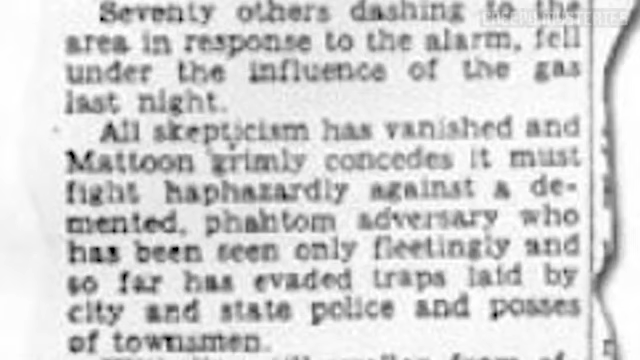 Seventy others dashing to the
area in response to the alarm, fell
under the influence of the gas
last night.
All skepticism has vanished and
Mattoon grimly concedes it must
fight haphazardly against a de-
mented, phantom adversary who
has been seen only fleetingly and
so far has evaded traps laid by
city and state police and posses
of townsmen.